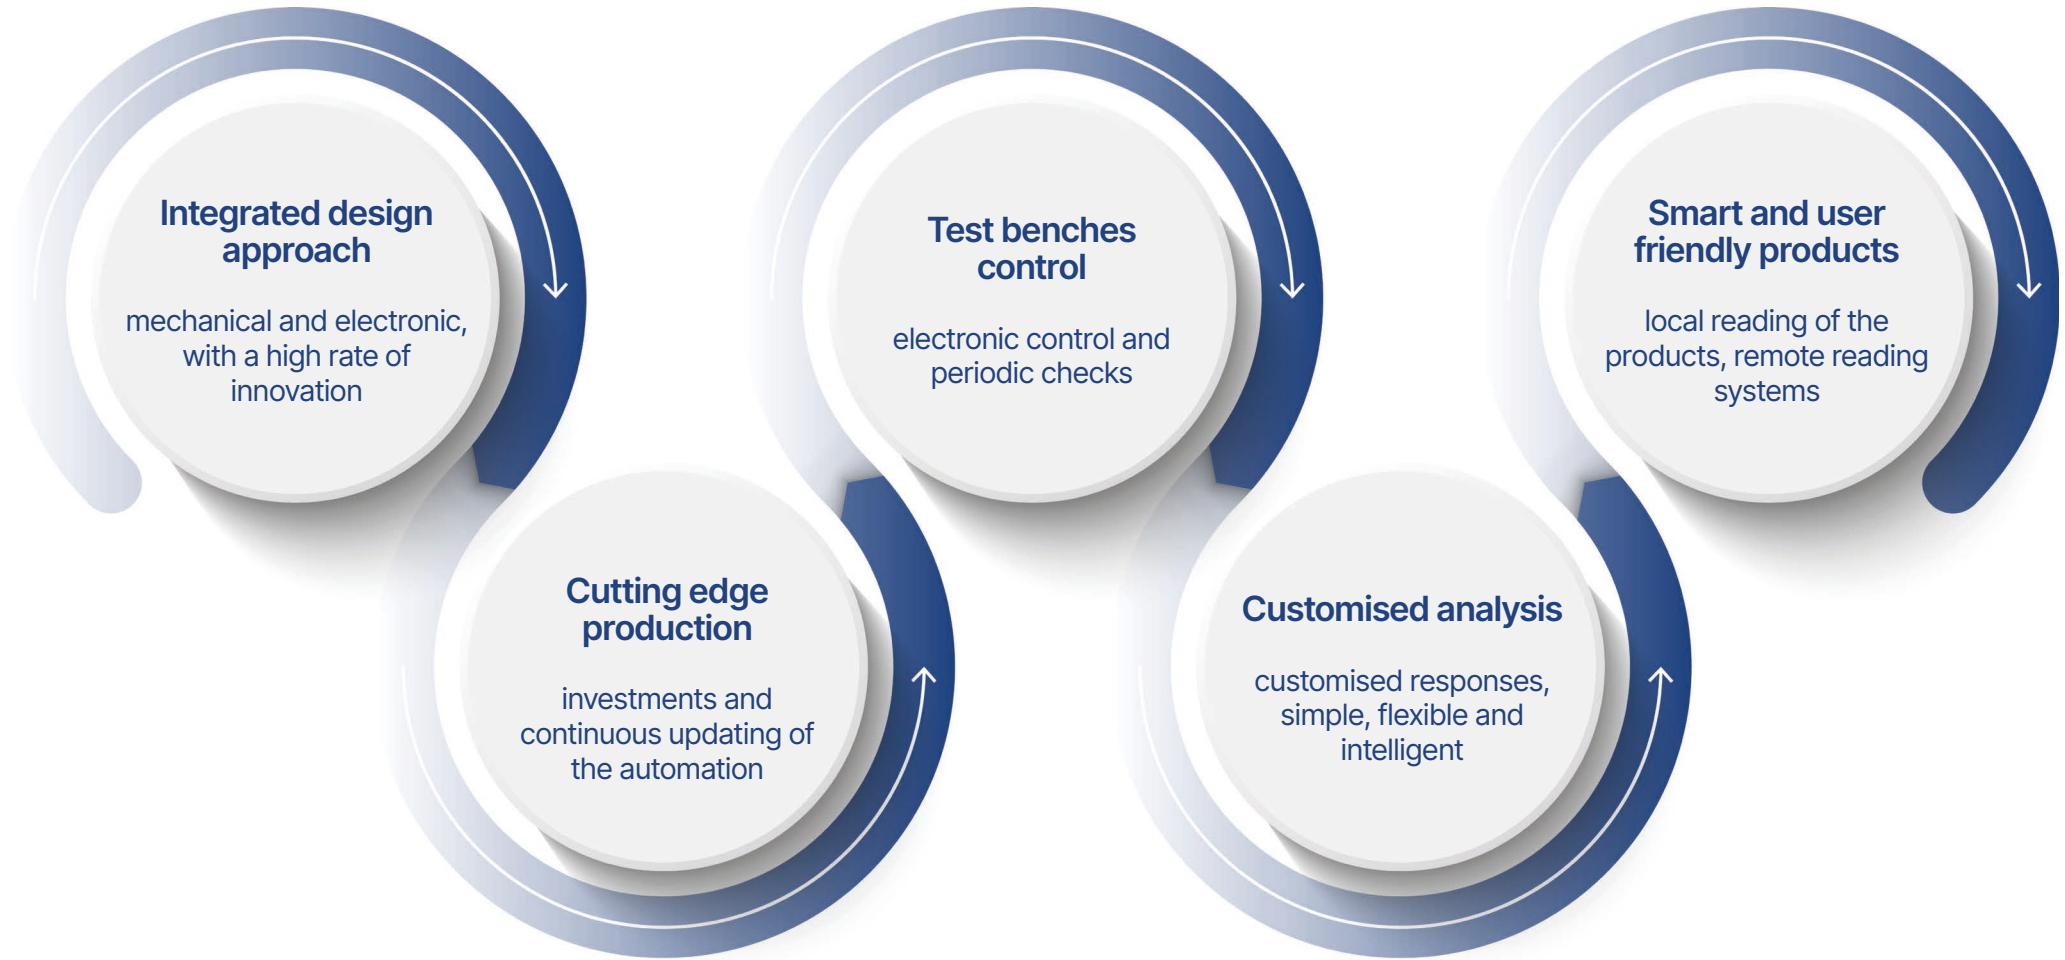 Integrated design
approach
mechanical and electronic,
with a high rate of
innovation
Cutting edge
production
investments and
continuous updating of
the automation
Test benches
control
electronic control and
periodic checks
Customised analysis
customised responses,
simple, flexible and
intelligent
Smart and user
friendly products
local reading of the
products, remote reading
systems